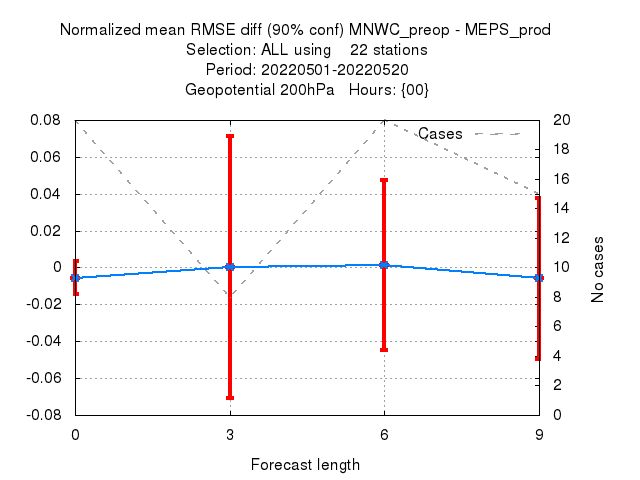 Normalized mean RMSE diff (90% conf) MNWC_preop - MEPS_prod
Selection: ALL using    22 stations
Period: 20220501-20220520
Geopotential 200hPa   Hours: {00}
Cases
0.08
0.06
0.04
0.02
0
-0.02
-0.04
-0.06
-0.08
20
18
16
14
12
10
8
6
4
2
0
No cases
0 3 6 9
Forecast length